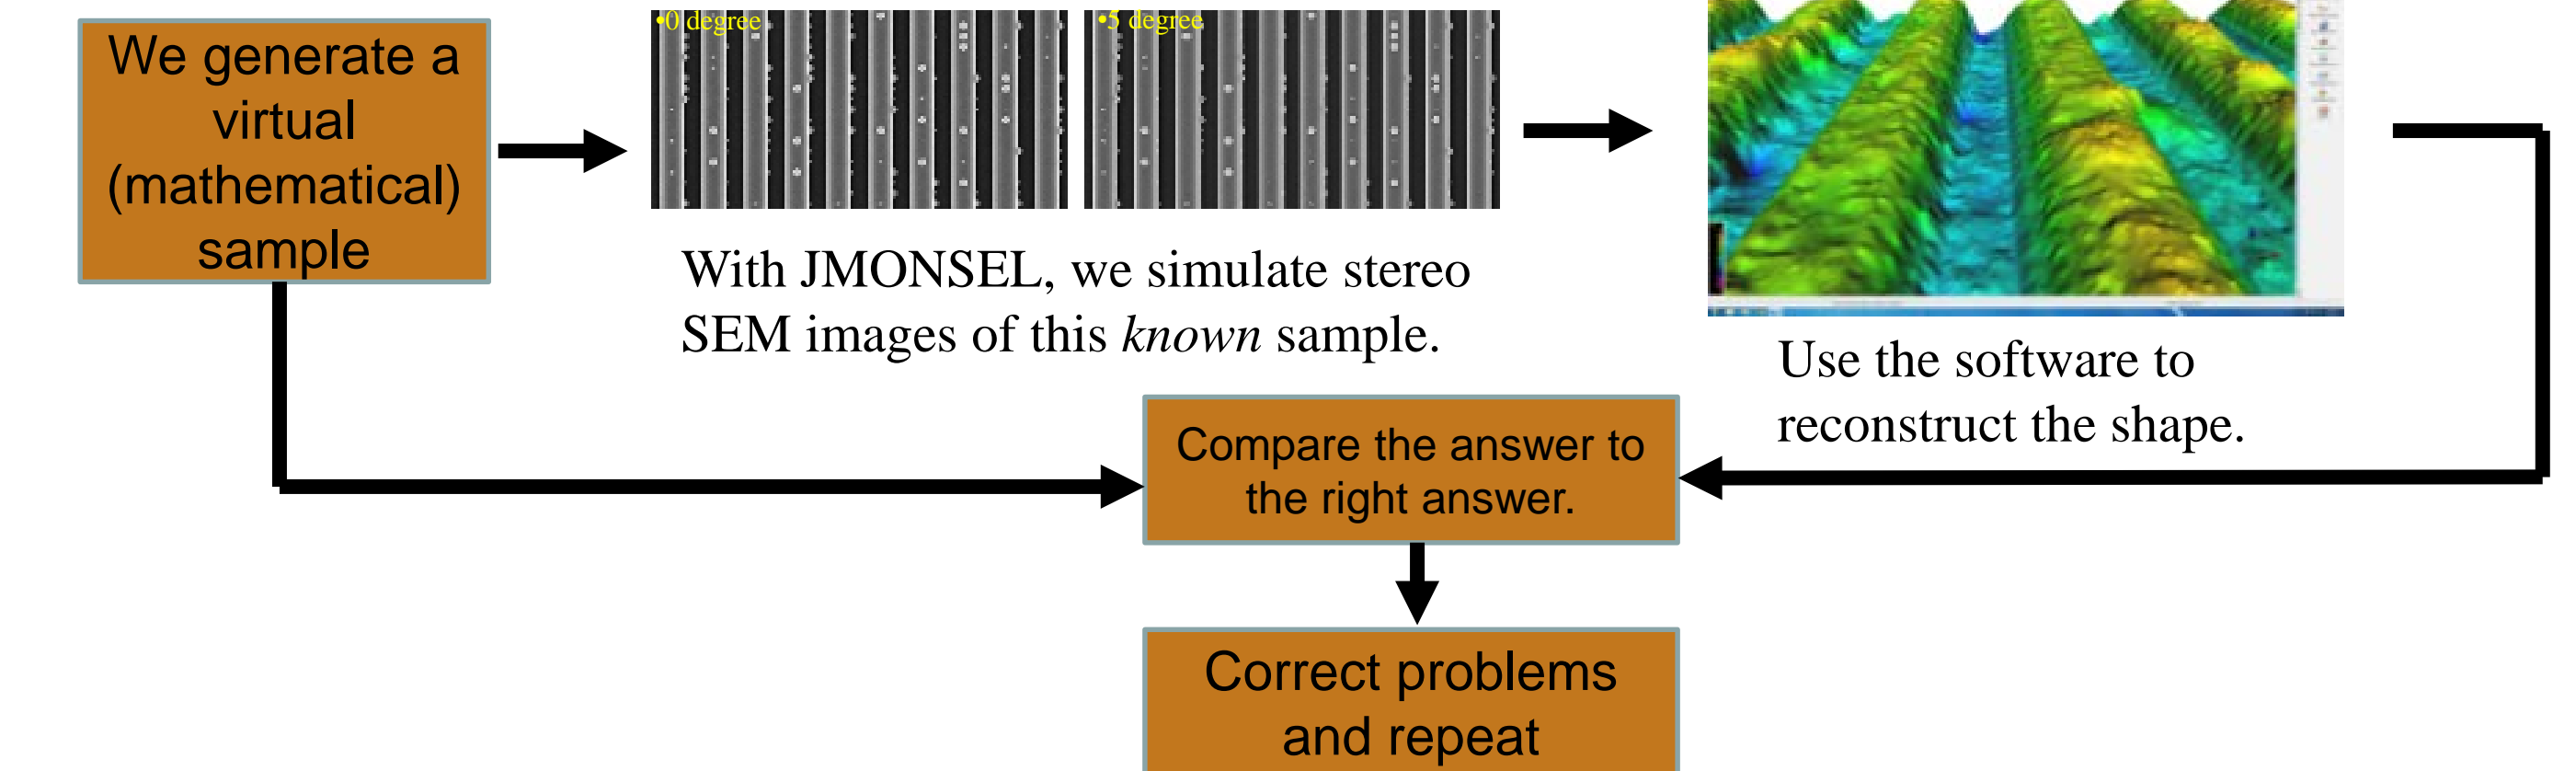 We generate a
virtual
(mathematical)
sample
•0 degree
•5 degree
With JMONSEL, we simulate stereo
SEM images of this known sample.
Use the software to
reconstruct the shape.
Compare the answer to
the right answer.
Correct problems
and repeat